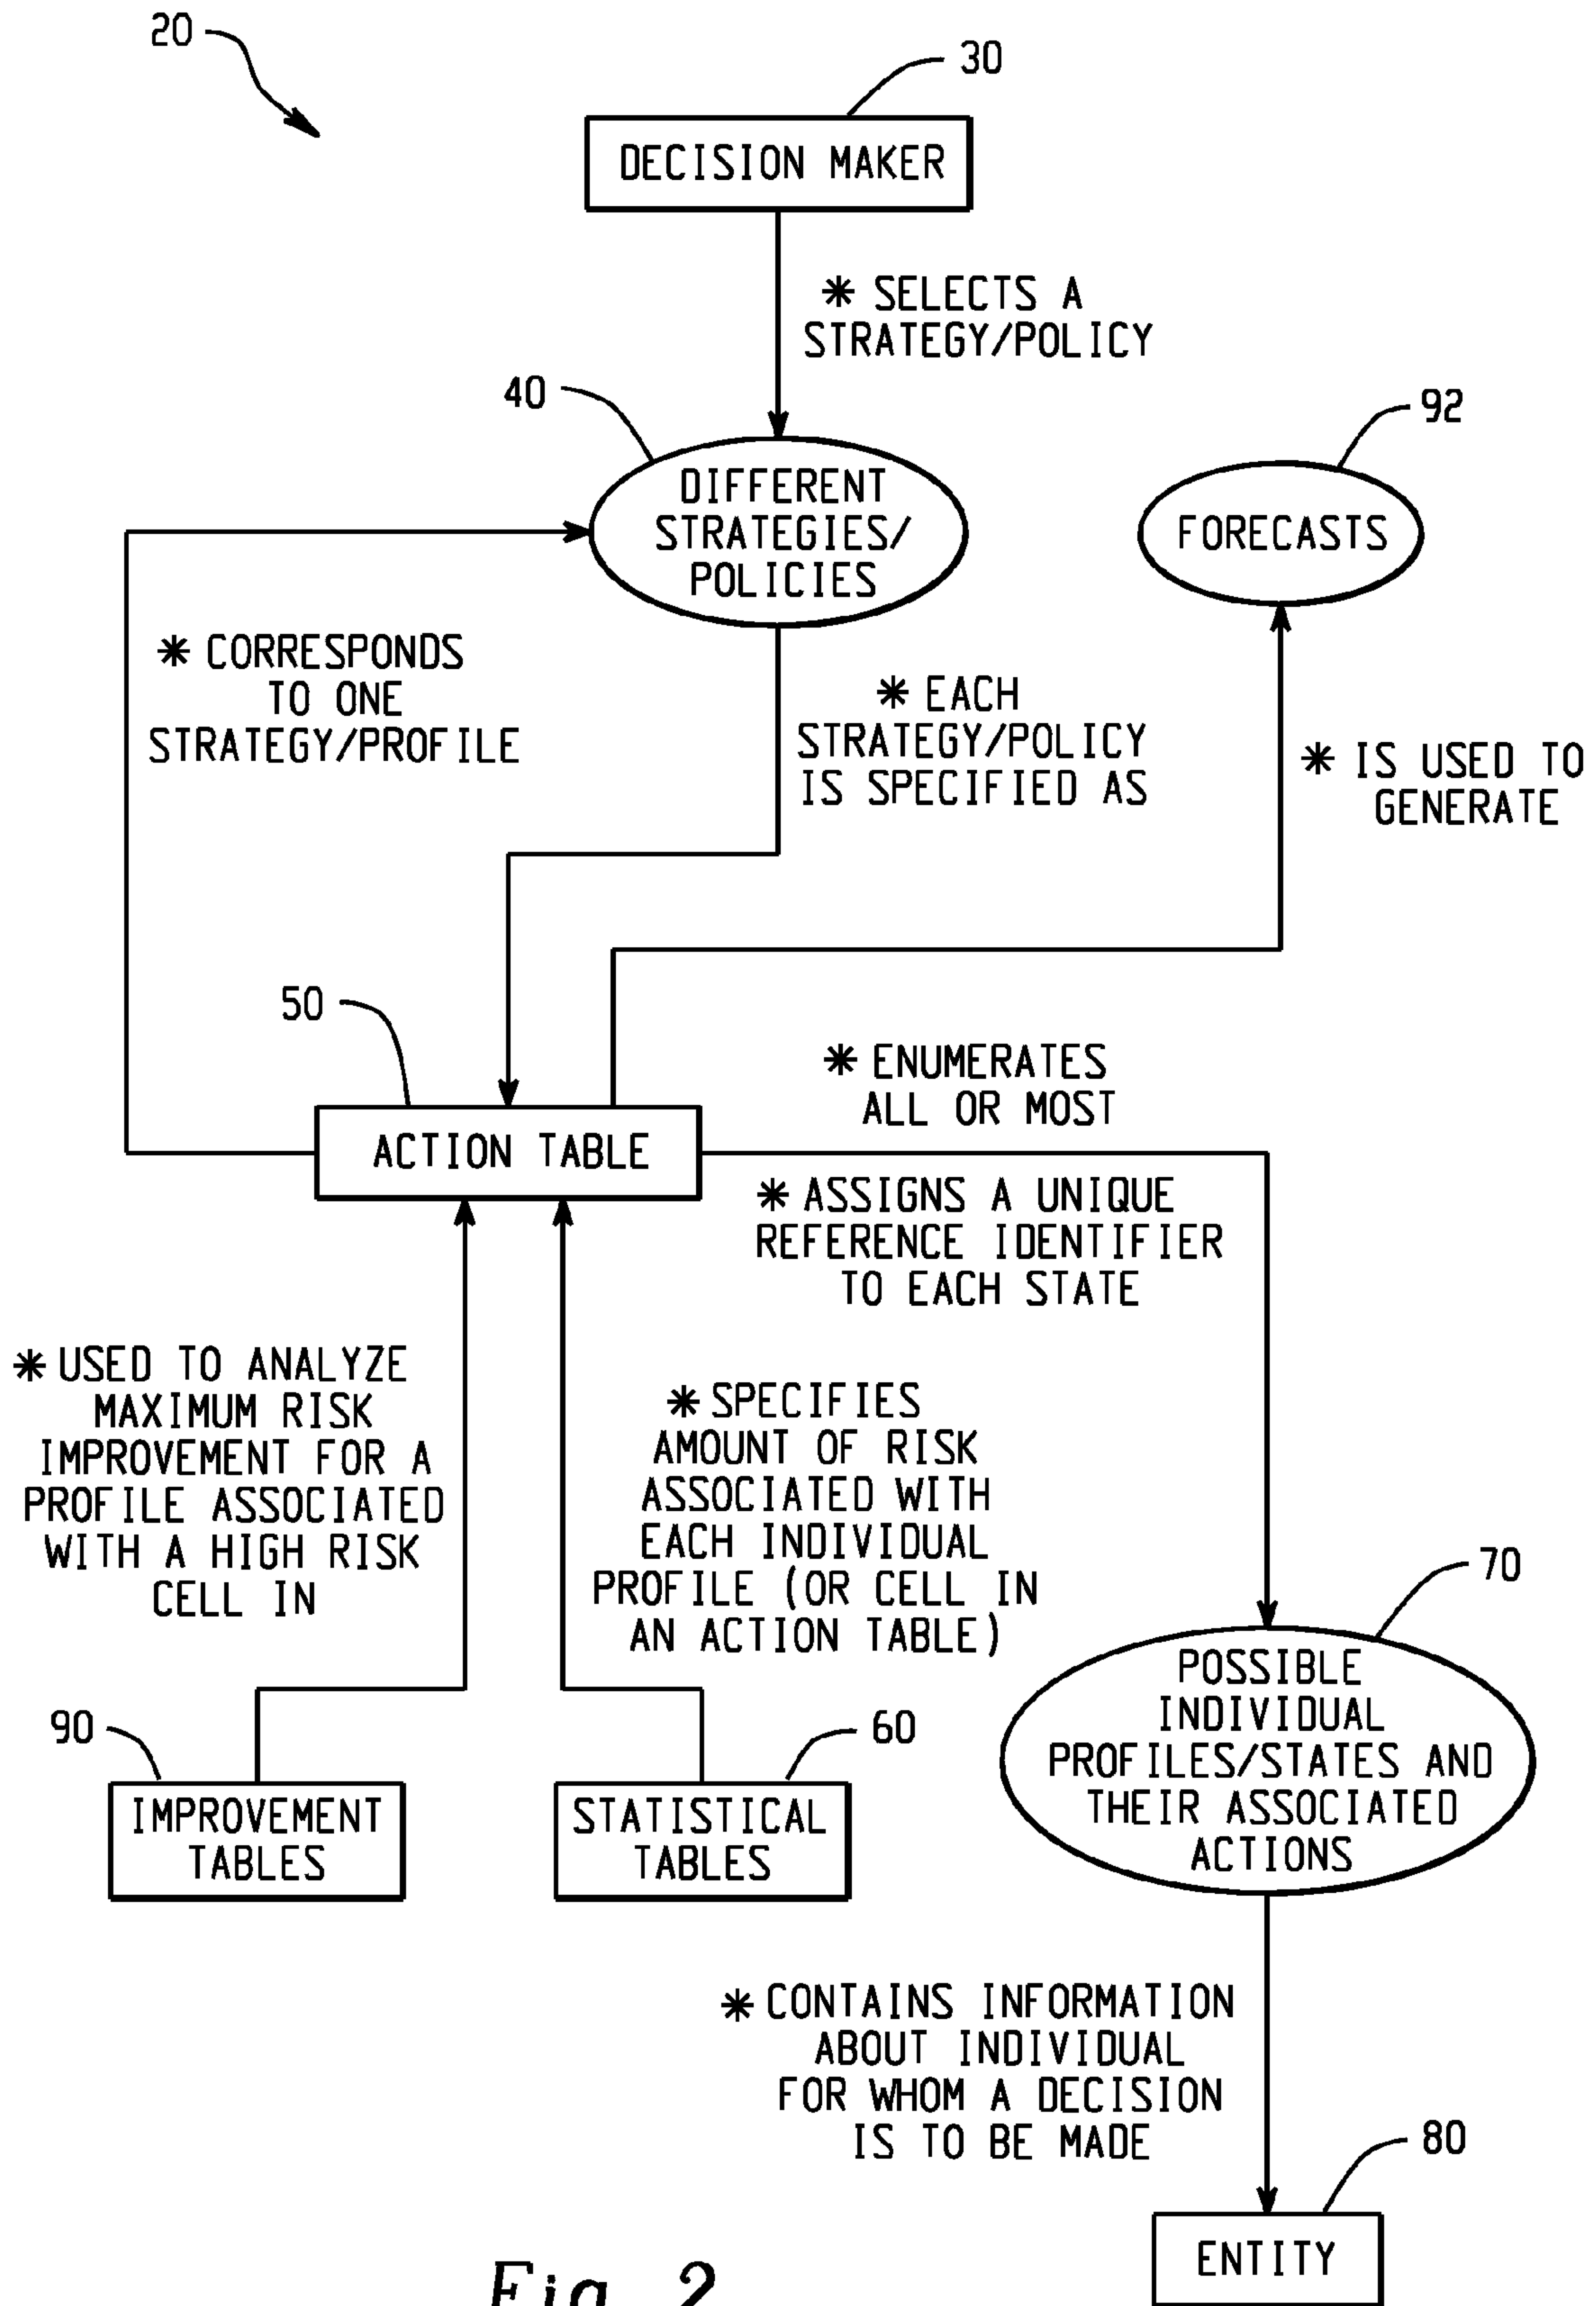 20
30
DECISION MAKER
* SELECTS A
STRATEGY/POLICY
40
92
DIFFERENT
STRATEGIES/
POLICIES
FORECASTS
* CORRESPONDS
TO ONE
STRATEGY/PROFILE
* EACH
STRATEGY/POLICY
IS SPECIFIED AS
* IS USED TO
GENERATE
50
* ENUMERATES
ALL OR MOST
ACTION TABLE
* ASSIGNS A UNIQUE
REFERENCE IDENTIFIER
TO EACH STATE
* USED TO ANALYZE
MAXIMUM RISK
IMPROVEMENT FOR A
PROFILE ASSOCIATED
WITH A HIGH RISK
CELL IN
* SPECIFIES
AMOUNT OF RISK
ASSOCIATED WITH
EACH INDIVIDUAL
PROFILE (OR CELL IN
AN ACTION TABLE)
70
POSSIBLE
INDIVIDUAL
PROFILES/STATES AND
THEIR ASSOCIATED
ACTIONS
90
60
IMPROVEMENT
TABLES
STATISTICAL
TABLES
* CONTAINS INFORMATION
ABOUT INDIVIDUAL
FOR WHOM A DECISION
IS TO BE MADE
80
ENTITY
Fig. 2